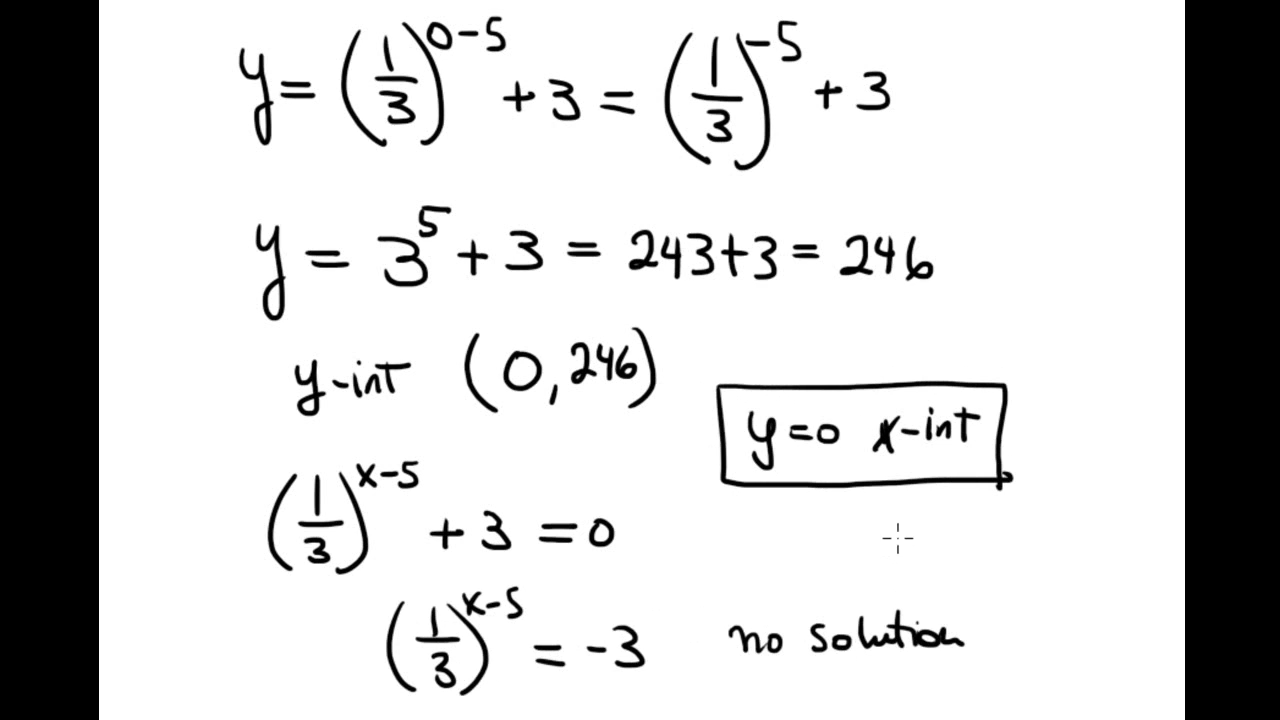 y = (1/3)^{0-5} + 3 = (1/3)^{-5} + 3
y = 3^5 + 3 = 243+3 = 246
y-int (0, 246)
y=0 x-int
(1/3)^{x-5} + 3 = 0
(1/3)^{x-5} = -3 no solution